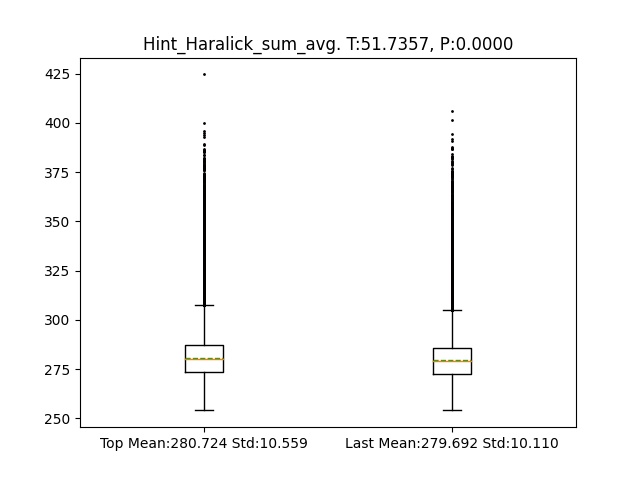 Hint_Haralick_sum_avg. T:51.7357, P:0.0000
425
400
375
350
325
300
275
250
Top Mean:280.724 Std:10.559
Last Mean:279.692 Std:10.110